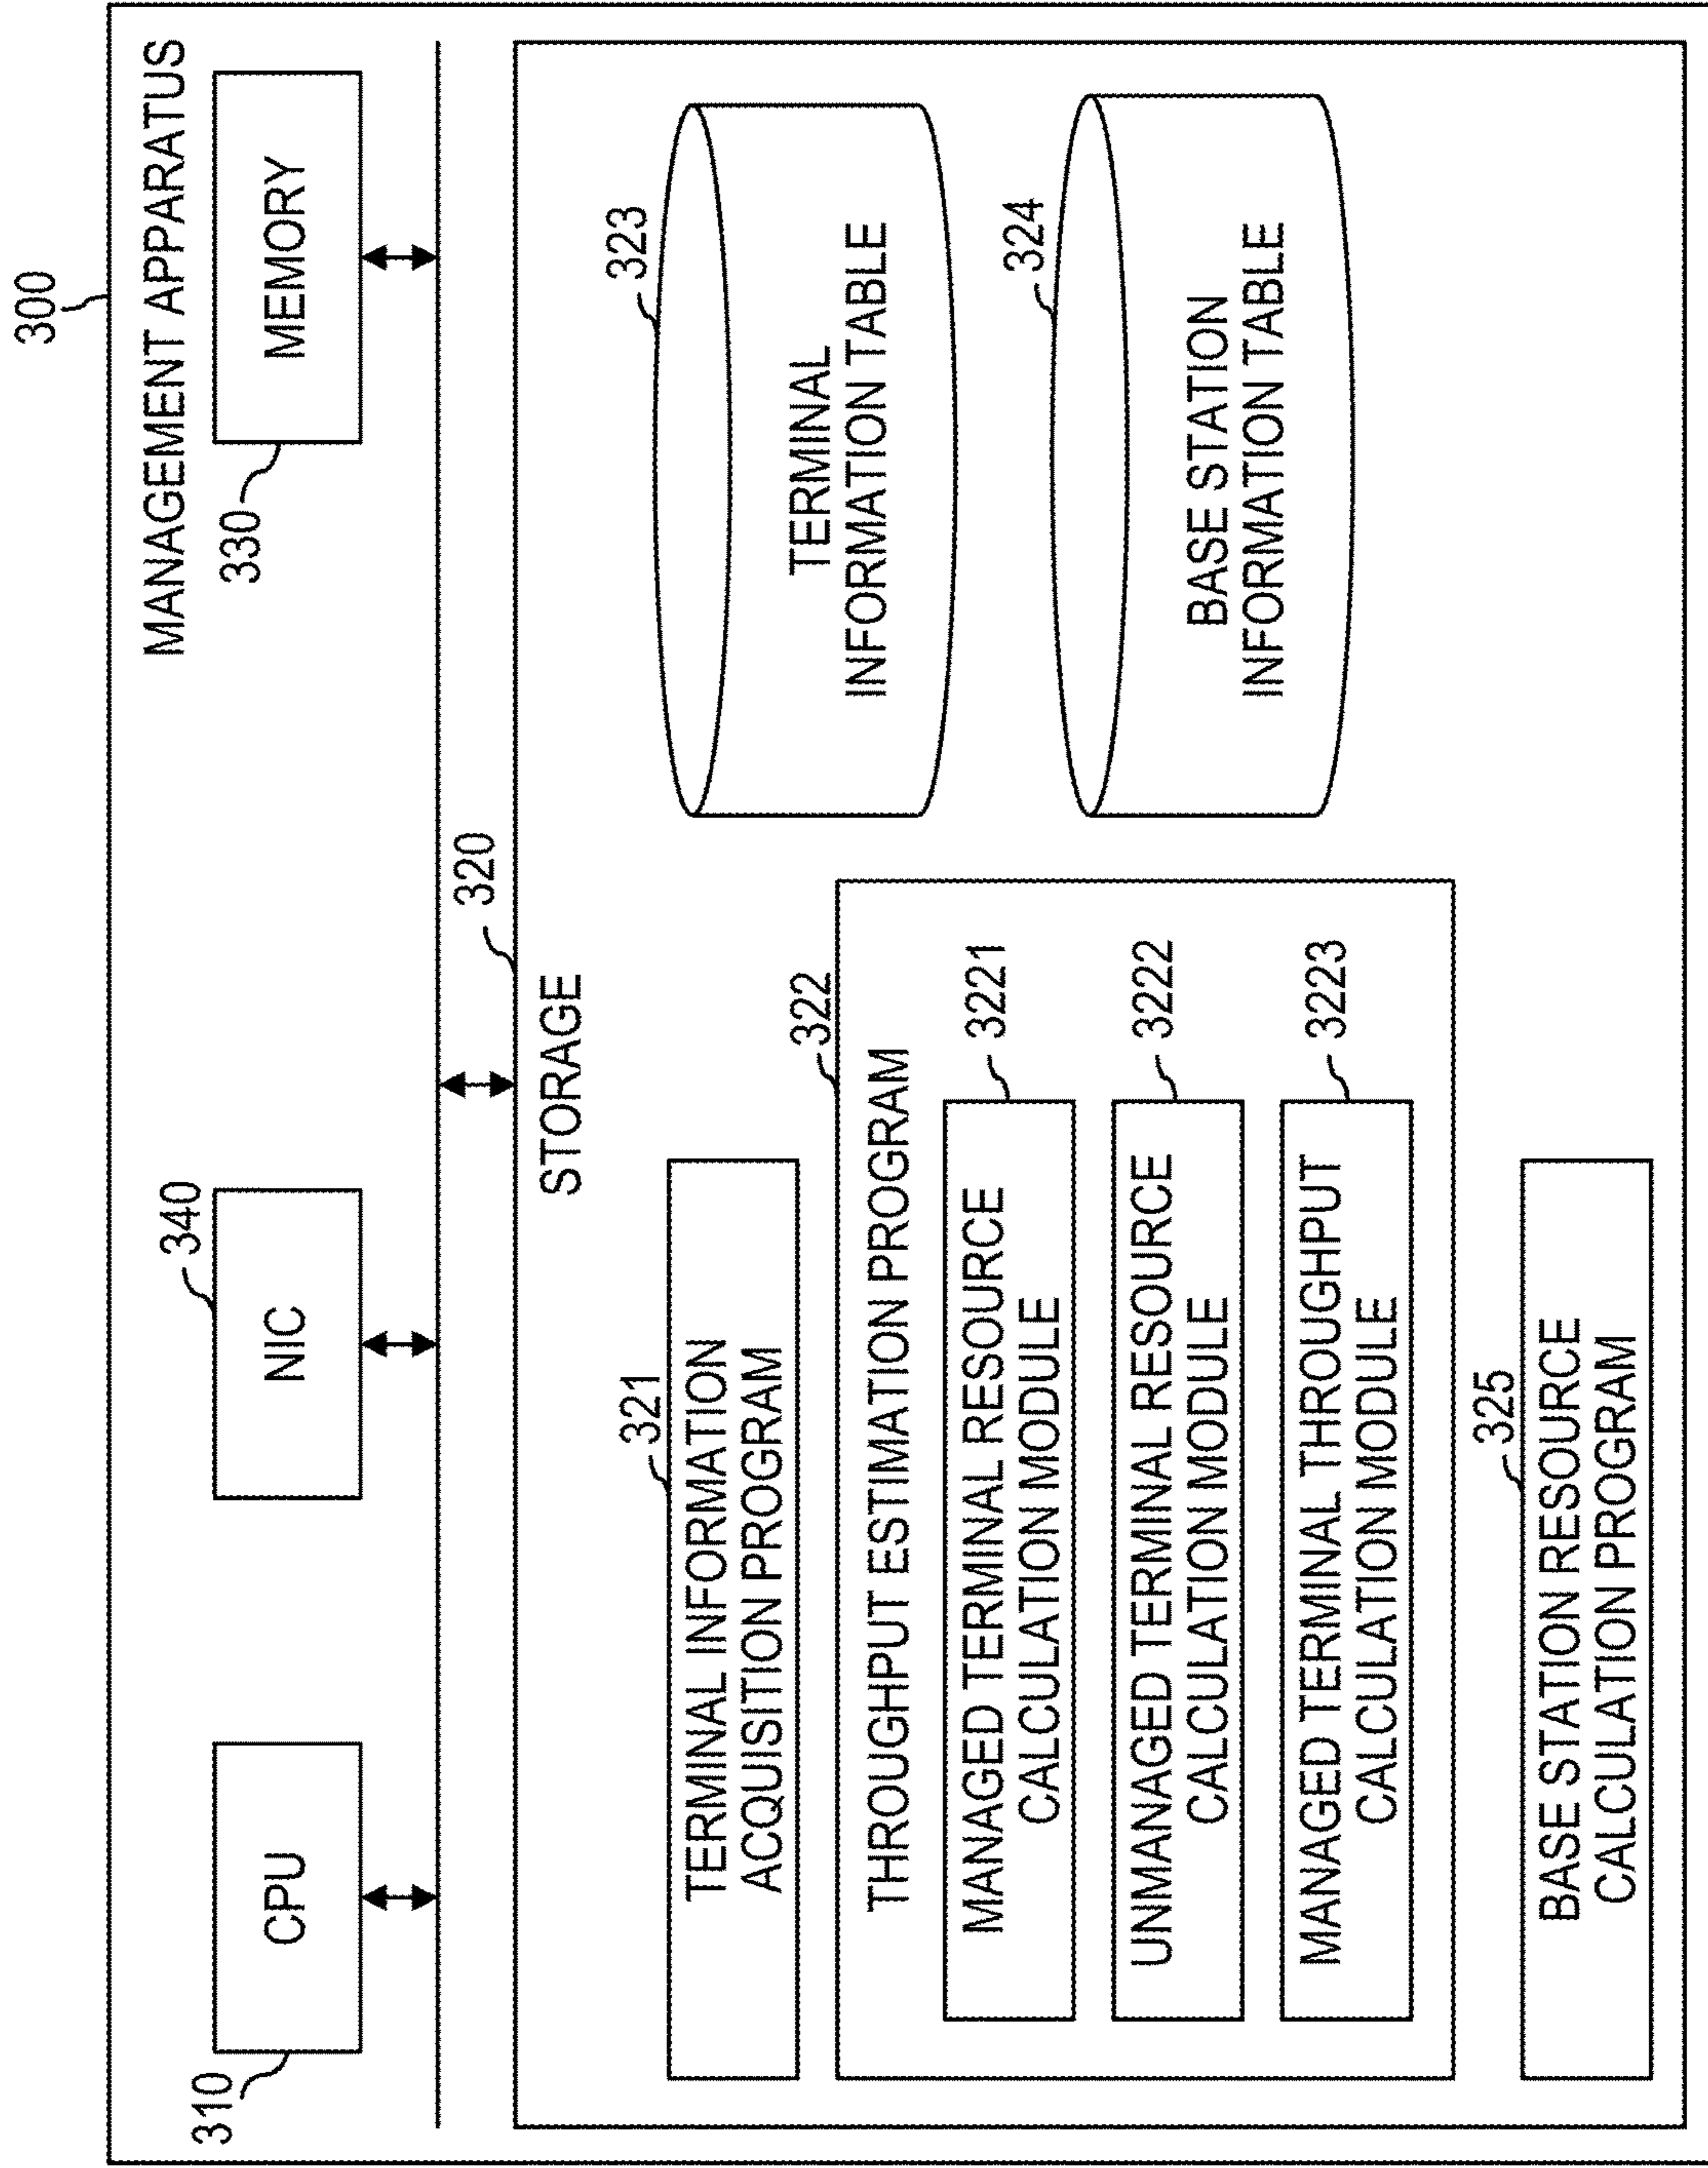 300
MANAGEMENT APPARATUS
310
CPU
340
NIC
330
MEMORY
320
STORAGE
321
TERMINAL INFORMATION
ACQUISITION PROGRAM
322
THROUGHPUT ESTIMATION PROGRAM
MANAGED TERMINAL RESOURCE
CALCULATION MODULE
3221
UNMANAGED TERMINAL RESOURCE
CALCULATION MODULE
3222
MANAGED TERMINAL THROUGHPUT
CALCULATION MODULE
3223
325
BASE STATION RESOURCE
CALCULATION PROGRAM
323
TERMINAL
INFORMATION TABLE
324
BASE STATION
INFORMATION TABLE